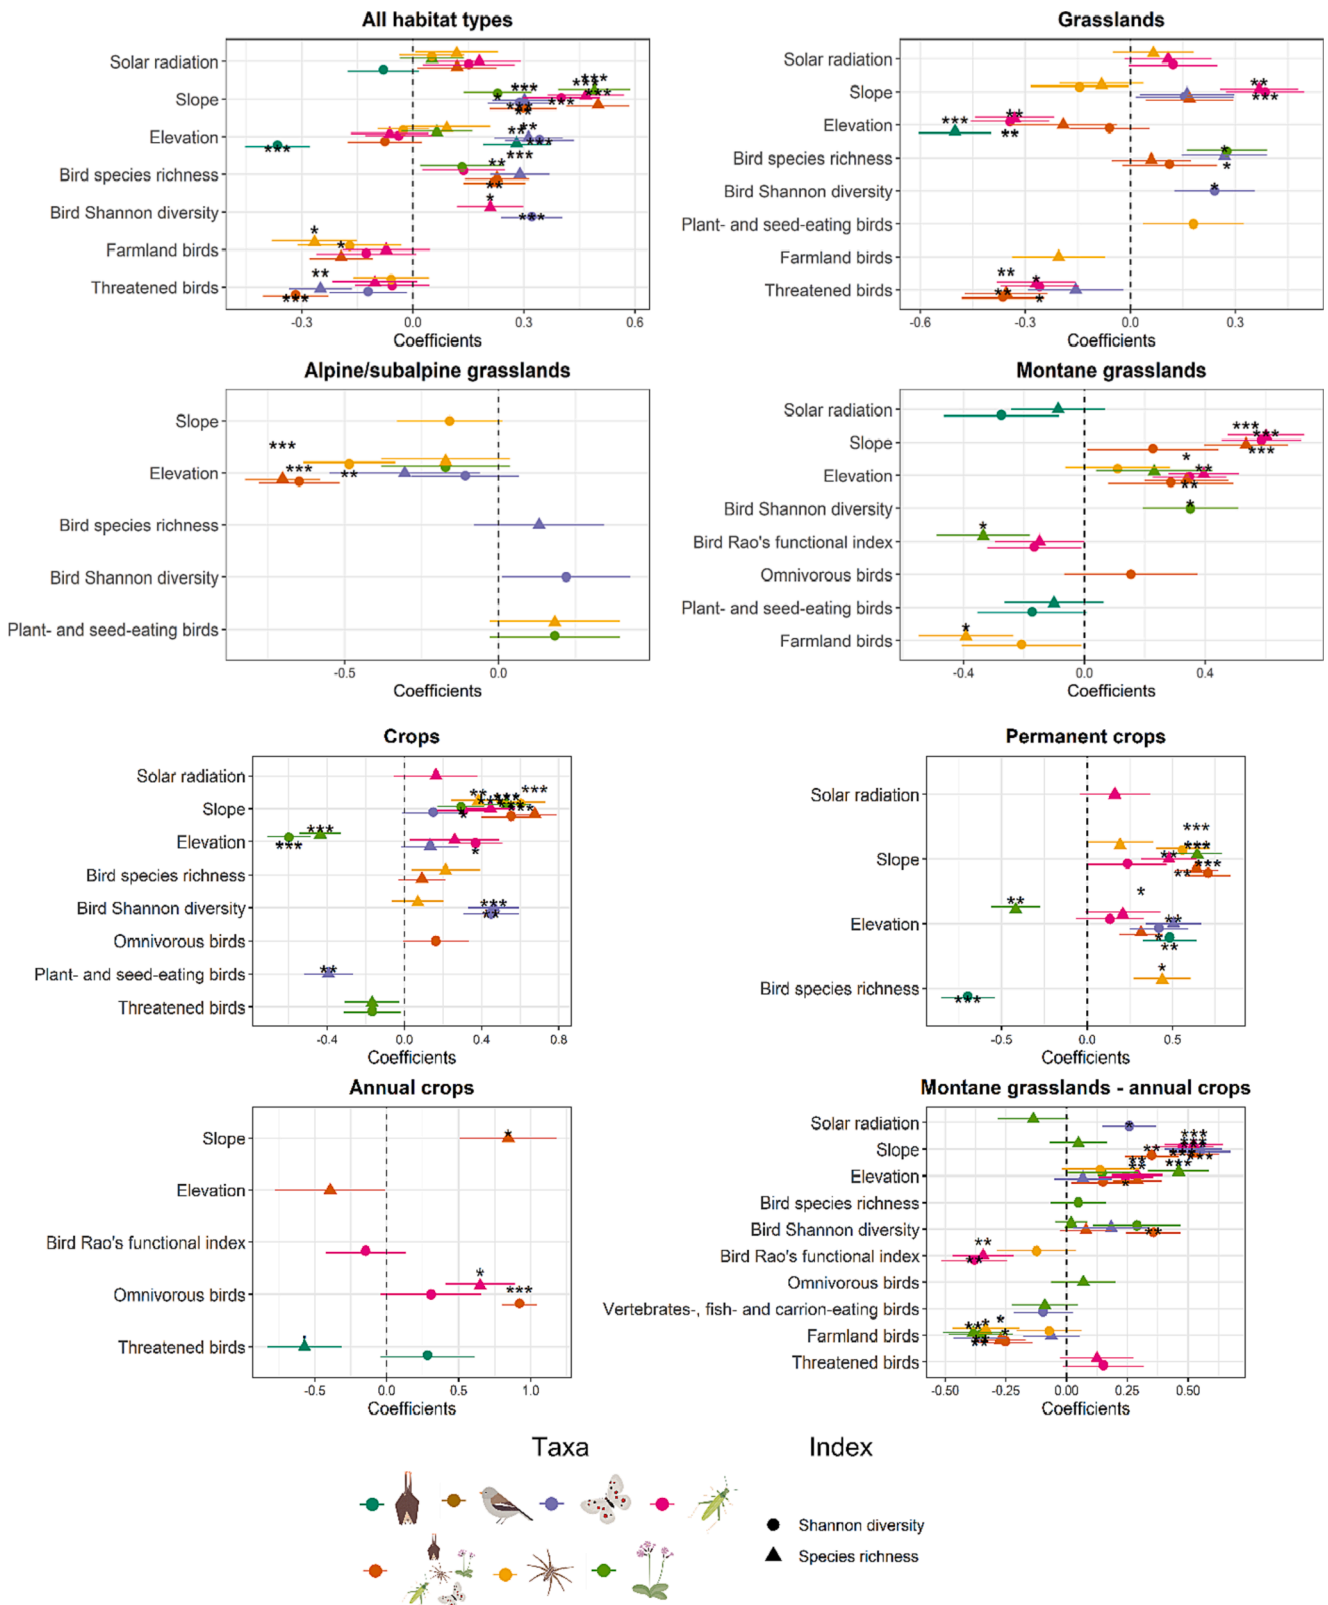 All habitat types
Solar radiation
Slope
Elevation
Bird species richness
Bird Shannon diversity
Farmland birds
Threatened birds
-0.3 0.0 0.3 0.6
Coefficients
Grasslands
Solar radiation
Slope
Elevation
Bird species richness
Bird Shannon diversity
Plant- and seed-eating birds
Farmland birds
Threatened birds
-0.6 -0.3 0.0 0.3
Coefficients
Alpine/subalpine grasslands
Slope
Elevation
Bird species richness
Bird Shannon diversity
Plant- and seed-eating birds
-0.5 0.0
Coefficients
Montane grasslands
Solar radiation
Slope
Elevation
Bird Shannon diversity
Bird Rao's functional index
Omnivorous birds
Plant- and seed-eating birds
Farmland birds
-0.4 0.0 0.4
Coefficients
Crops
Solar radiation
Slope
Elevation
Bird species richness
Bird Shannon diversity
Omnivorous birds
Plant- and seed-eating birds
Threatened birds
-0.4 0.0 0.4 0.8
Coefficients
Permanent crops
Solar radiation
Slope
Elevation
Bird species richness
-0.5 0.0 0.5
Coefficients
Annual crops
Slope
Elevation
Bird Rao's functional index
Omnivorous birds
Threatened birds
-0.5 0.0 0.5 1.0
Coefficients
Montane grasslands - annual crops
Solar radiation
Slope
Elevation
Bird species richness
Bird Shannon diversity
Bird Rao's functional index
Omnivorous birds
Vertebrates-, fish- and carrion-eating birds
Farmland birds
Threatened birds
-0.50 -0.25 0.00 0.25 0.50
Coefficients
Taxa
Index
Shannon diversity
Species richness